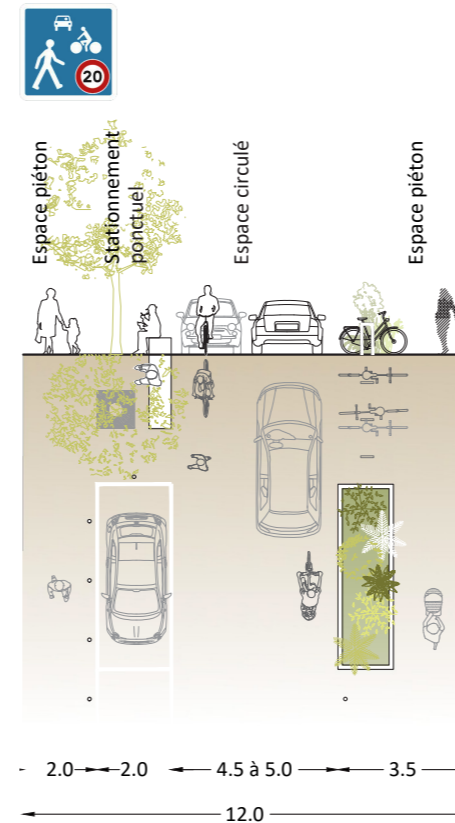 20
Espace piéton
Stationnement
ponctuel
Espace circulé
Espace piéton
2.0
2.0
4.5 à 5.0
3.5
12.0